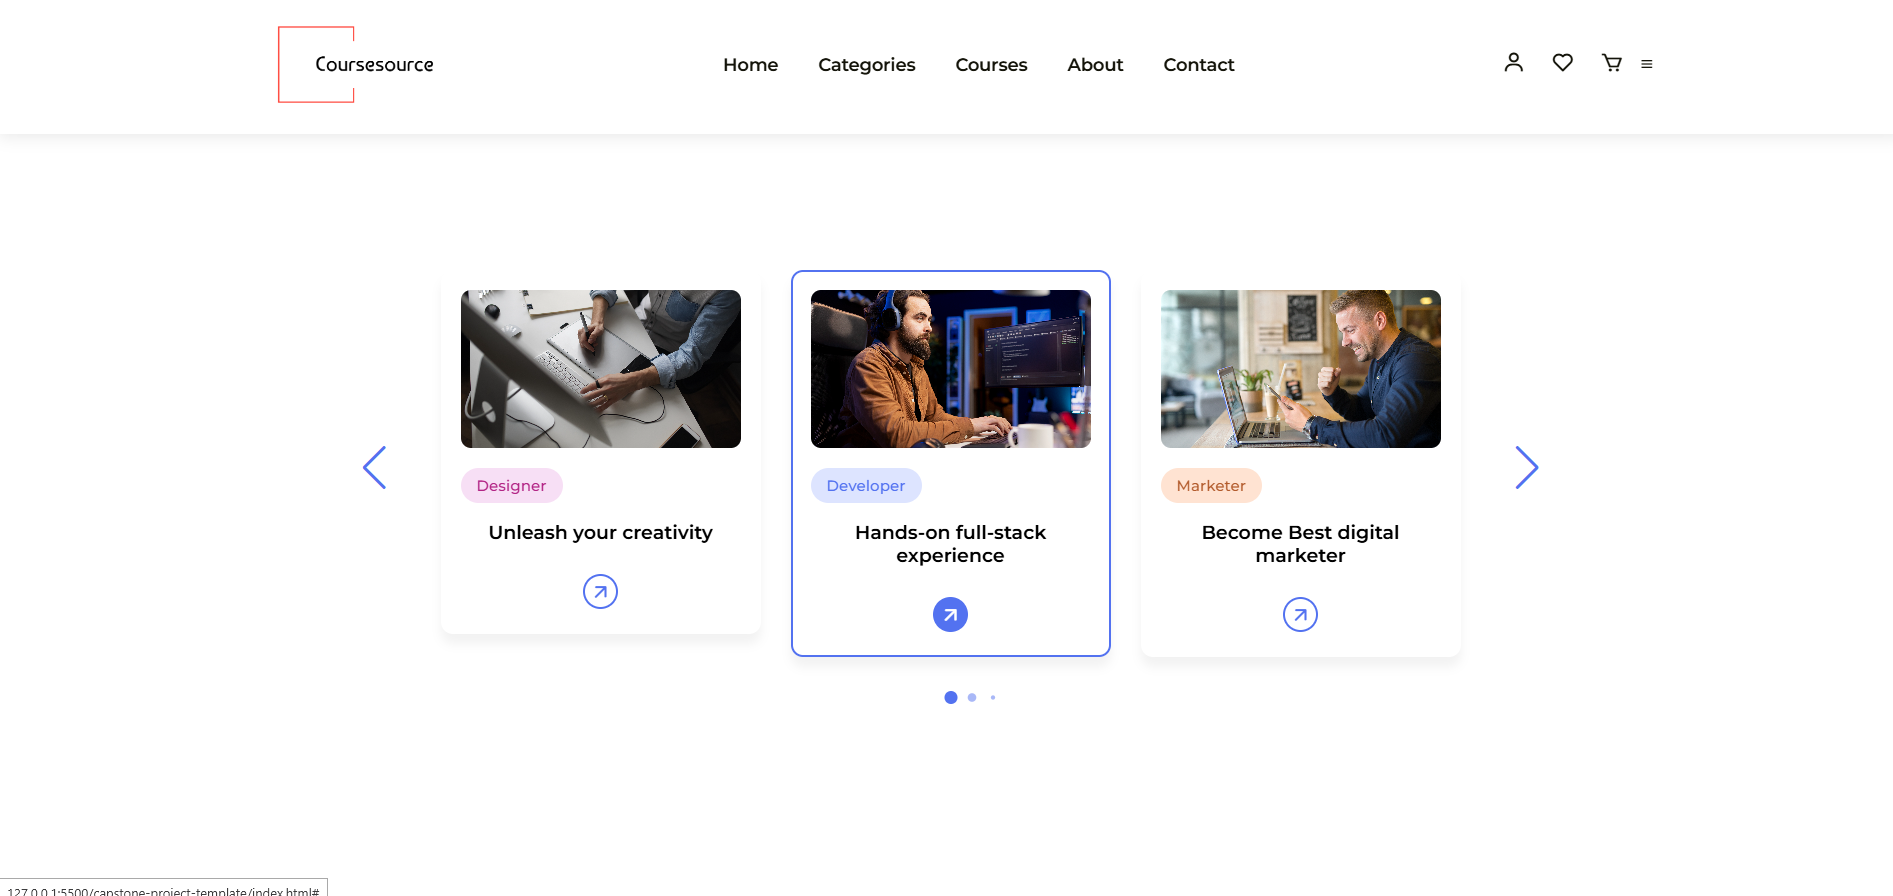 Coursesource
Home Categories Courses About Contact
Designer
Unleash your creativity
Developer
Hands-on full-stack
experience
Marketer
Become Best digital
marketer
127.0.0.1:5500/capstone-project-template/index.html#